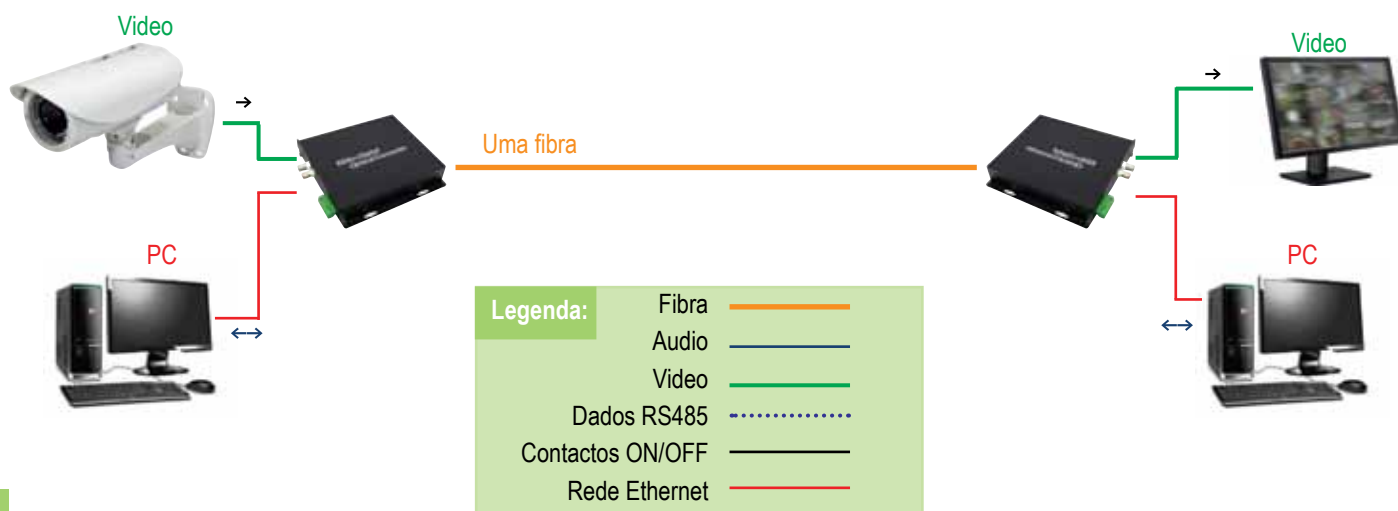 Video
Video
Uma fibra
PC
PC
Legenda:
Fibra
Audio
Video
Dados RS485
Contactos ON/OFF
Rede Ethernet